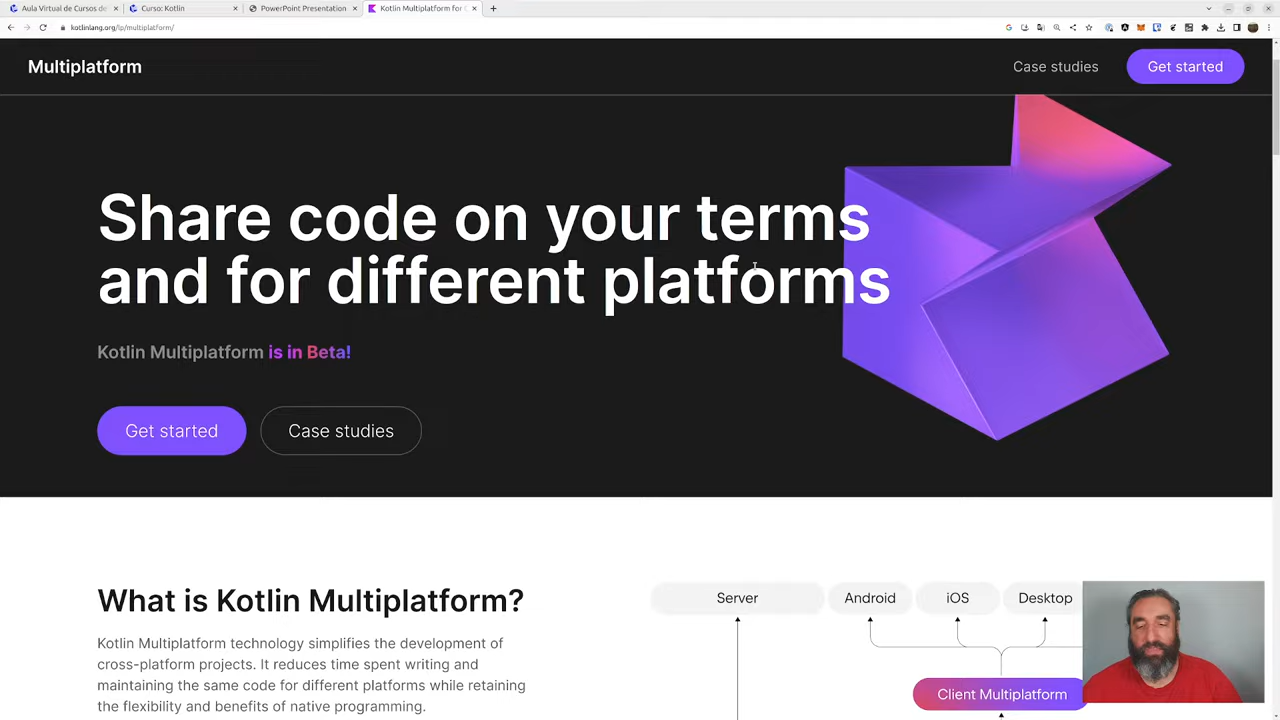 Aula Virtual de Cursos de
Curso: Kotlin
PowerPoint Presentation
Kotlin Multiplatform for C
kotlinlang.org/lp/multiplatform/
Multiplatform
Case studies
Get started
Share code on your terms
and for different platforms
Kotlin Multiplatform is in Beta!
Get started
Case studies
What is Kotlin Multiplatform?
Kotlin Multiplatform technology simplifies the development of
cross-platform projects. It reduces time spent writing and
maintaining the same code for different platforms while retaining
the flexibility and benefits of native programming.
Server
Android
iOS
Desktop
Client Multiplatform